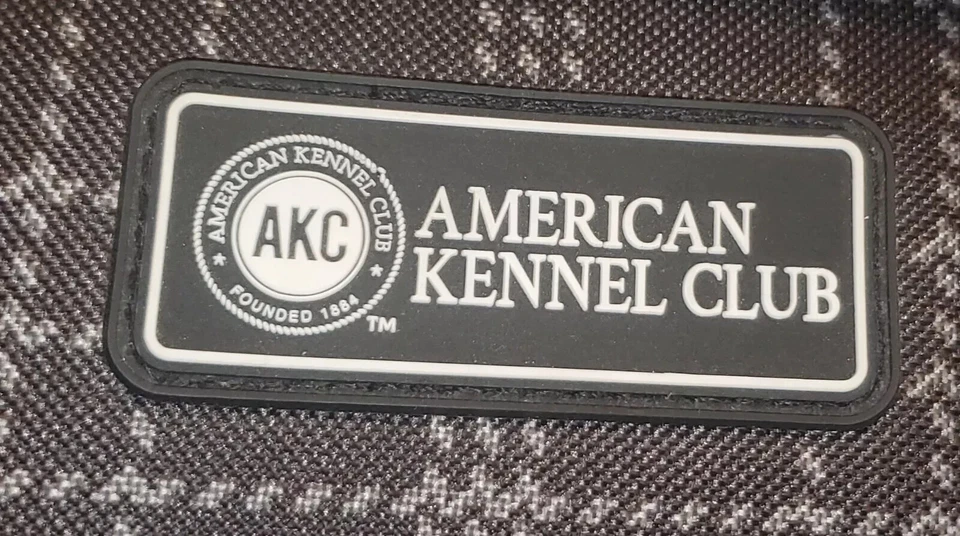 AMERICAN KENNEL CLUB
AKC
FOUNDED 1884
TM
AMERICAN
KENNEL CLUB